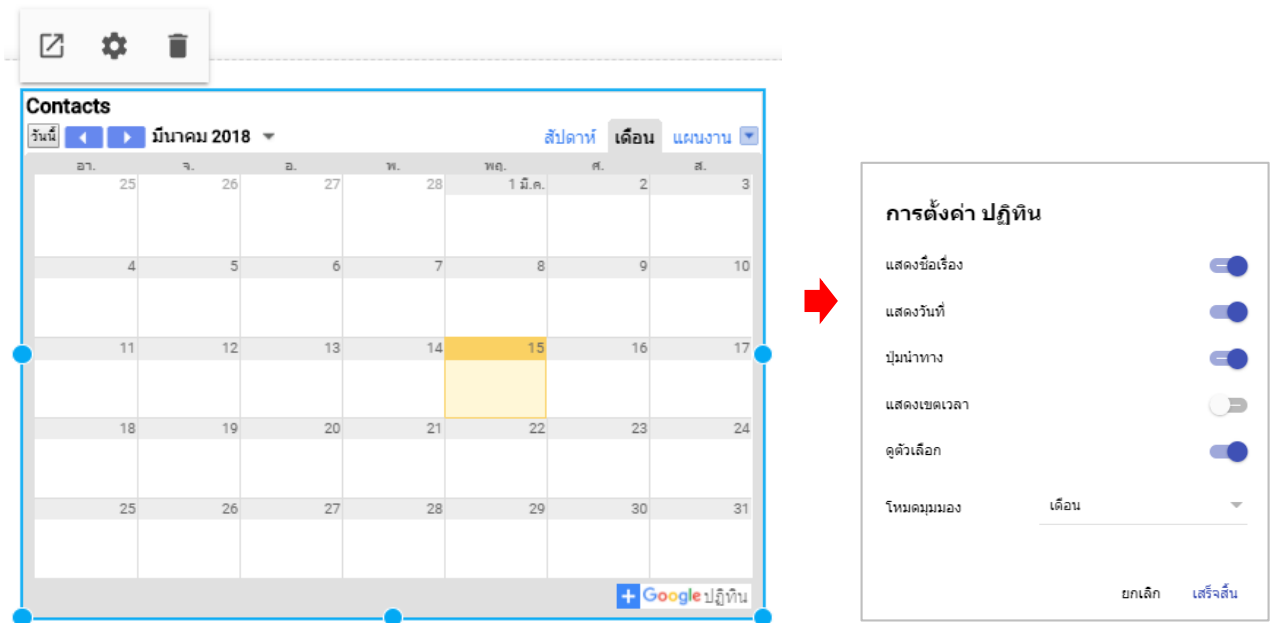 Contacts
วันนี้ มีนาคม 2018 สัปดาห์ เดือน แผนงาน
อา. จ. อ. พ. พฤ. ศ. ส.
25 26 27 28 1 มี.ค. 2 3
4 5 6 7 8 9 10
11 12 13 14 15 16 17
18 19 20 21 22 23 24
25 26 27 28 29 30 31
Google ปฏิทิน
การตั้งค่า ปฏิทิน
แสดงชื่อเรื่อง
แสดงวันที่
ปุ่มนำทาง
แสดงเขตเวลา
ดูตัวเลือก
โหมดมุมมอง เดือน
ยกเลิก เสร็จสิ้น